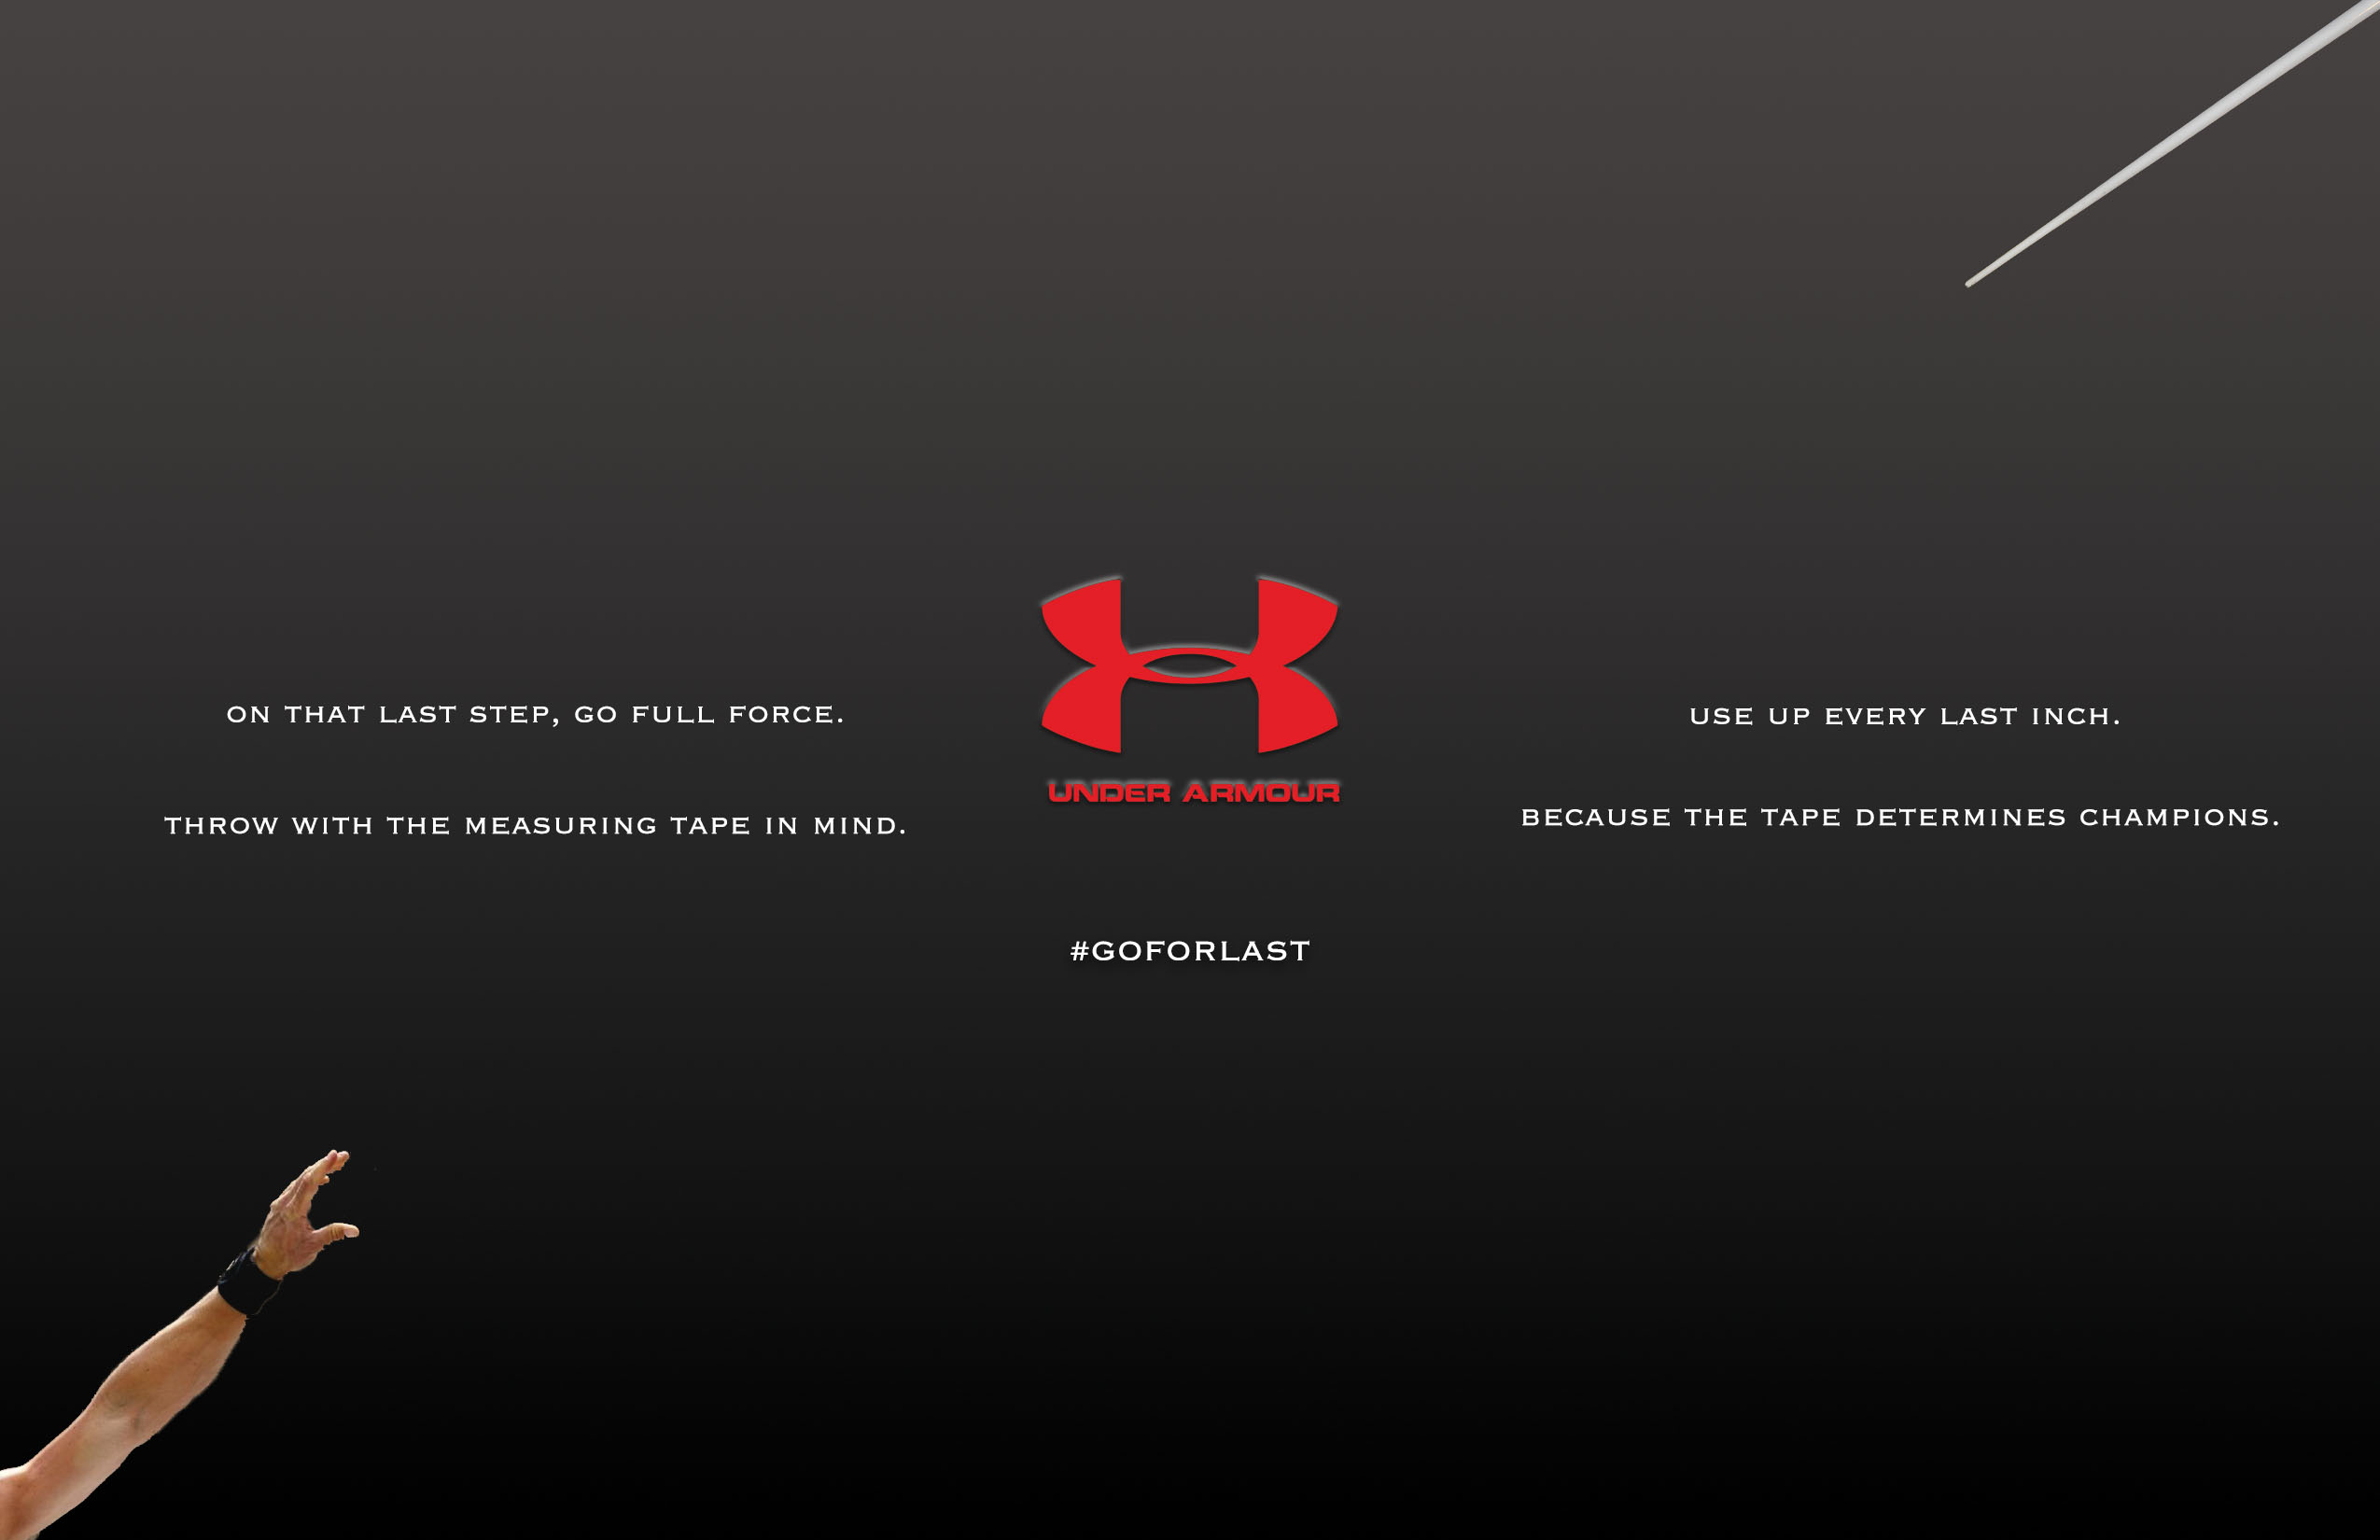 ON THAT LAST STEP, GO FULL FORCE.
THROW WITH THE MEASURING TAPE IN MIND.
UNDER ARMOUR
#GOFORLAST
USE UP EVERY LAST INCH.
BECAUSE THE TAPE DETERMINES CHAMPIONS.